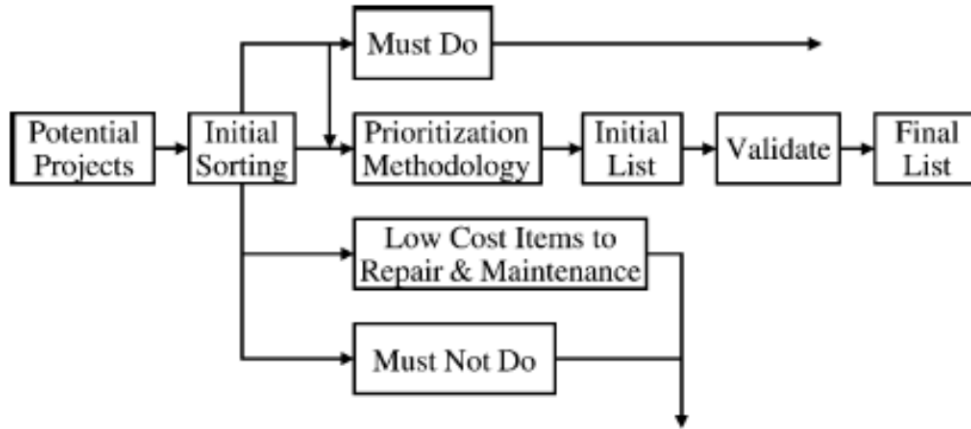 Must Do
Potential
Projects
Initial
Sorting
Prioritization
Methodology
Initial
List
Validate
Final
List
Low Cost Items to
Repair & Maintenance
Must Not Do